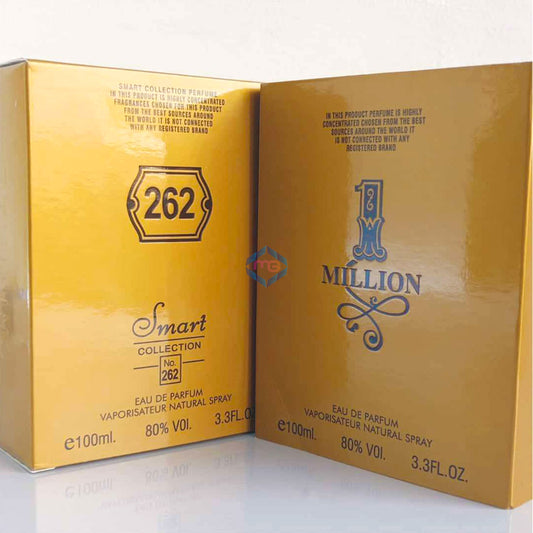 SMART COLLECTION PERFUME
IN THIS PRODUCT IS HIGHLY CONCENTRATED
FRAGRANCES CHOSEN FOR THIS PRODUCT
FROM THE BEST SOURCES AROUND
THE WORLD IT IS NOT CONNECTED
WITH ANY REGISTERED BRAND
262
Smart
COLLECTION
No.
262
EAU DE PARFUM
VAPORISATEUR NATURAL SPRAY
e100ml. 80% VOl. 3.3FL.OZ
IN THIS PRODUCT PERFUME IS HIGHLY
CONCENTRATED CHOSEN FROM THE BEST
SOURCES AROUND THE WORLD IT
IS NOT CONNECTED WITH ANY
REGISTERED BRAND
1
MILLION
EAU DE PARFUM
VAPORISATEUR NATURAL SPRAY
e100ml. 80% VOl. 3.3FL.OZ.
MB